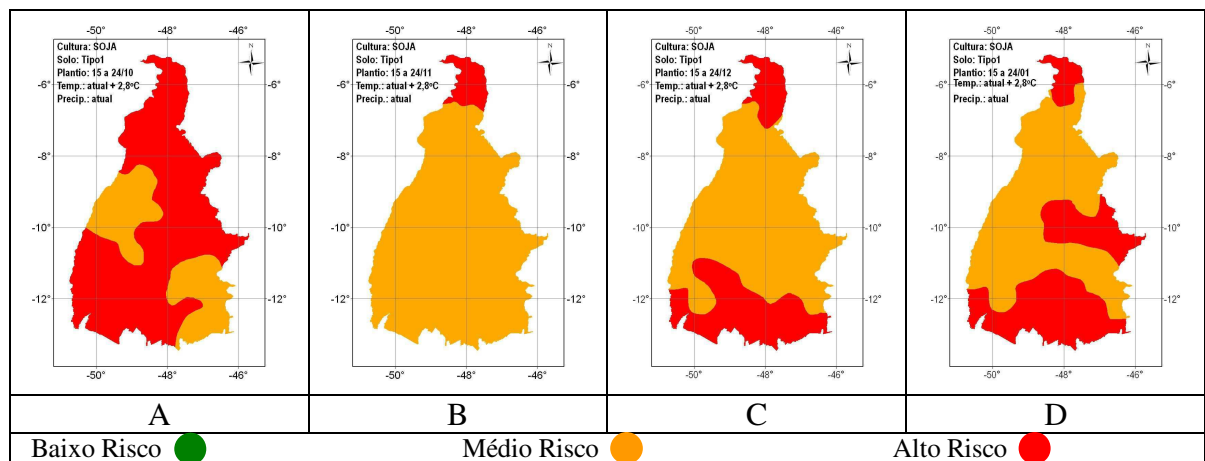 -50° -48° -46°
Cultura: SOJA
Solo: Tipo1
Plantio: 15 a 24/10
Temp.: atual + 2,8ºC
Precip.: atual
N
-6° -6°
-8° -8°
-10° -10°
-12° -12°
-50° -48° -46°
-50° -48° -46°
Cultura: SOJA
Solo: Tipo1
Plantio: 15 a 24/11
Temp.: atual + 2,8ºC
Precip.: atual
N
-6° -6°
-8° -8°
-10° -10°
-12° -12°
-50° -48° -46°
-50° -48° -46°
Cultura: SOJA
Solo: Tipo1
Plantio: 15 a 24/12
Temp.: atual + 2,8ºC
Precip.: atual
N
-6° -6°
-8° -8°
-10° -10°
-12° -12°
-50° -48° -46°
-50° -48° -46°
Cultura: SOJA
Solo: Tipo1
Plantio: 15 a 24/01
Temp.: atual + 2,8ºC
Precip.: atual
N
-6° -6°
-8° -8°
-10° -10°
-12° -12°
-50° -48° -46°
A B C D
Baixo Risco Médio Risco Alto Risco